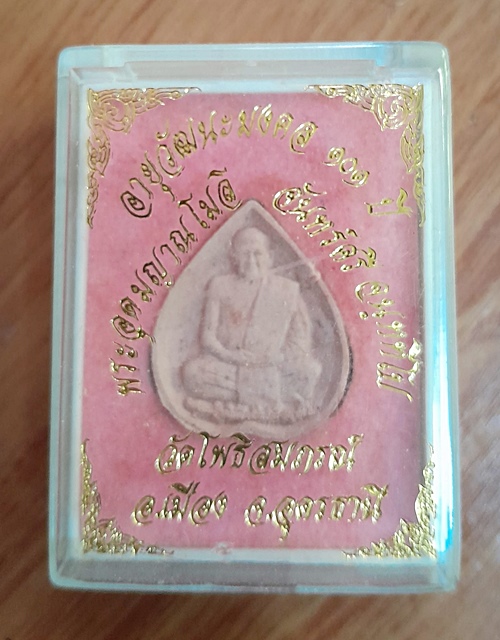 อายุวัฒนะมงคล ๑๐๑ ปี
พระอุดมญาณโมลี
จันทร์ศรี จนฺททีโป
วัดโพธิสมภรณ์
อ.เมือง จ.อุดรธานี